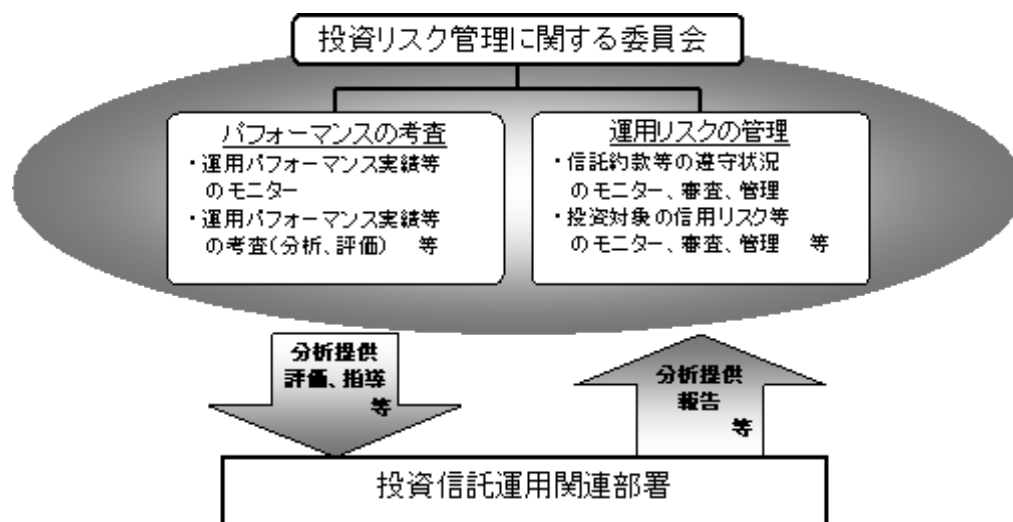 投資リスク管理に関する委員会
パフォーマンスの考査
・運用パフォーマンス実績等
のモニター
・運用パフォーマンス実績等
の考査(分析、評価) 等
運用リスクの管理
・信託約款等の遵守状況
のモニター、審査、管理
・投資対象の信用リスク等
のモニター、審査、管理 等
分析提供
評価、指導
等
分析提供
報告
等
投資信託運用関連部署